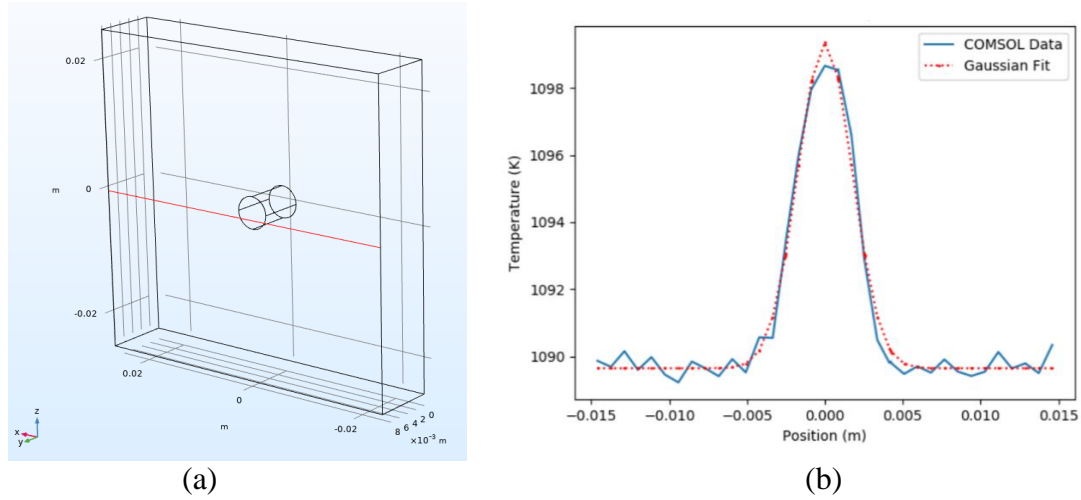 0.02
m
0
-0.02
0.02
0
m
-0.02
0
2
4
6
8
×10⁻³ m
z
x
y
(a)
COMSOL Data
Gaussian Fit
Temperature (K)
1098
1096
1094
1092
1090
−0.015
−0.010
−0.005
0.000
0.005
0.010
0.015
Position (m)
(b)